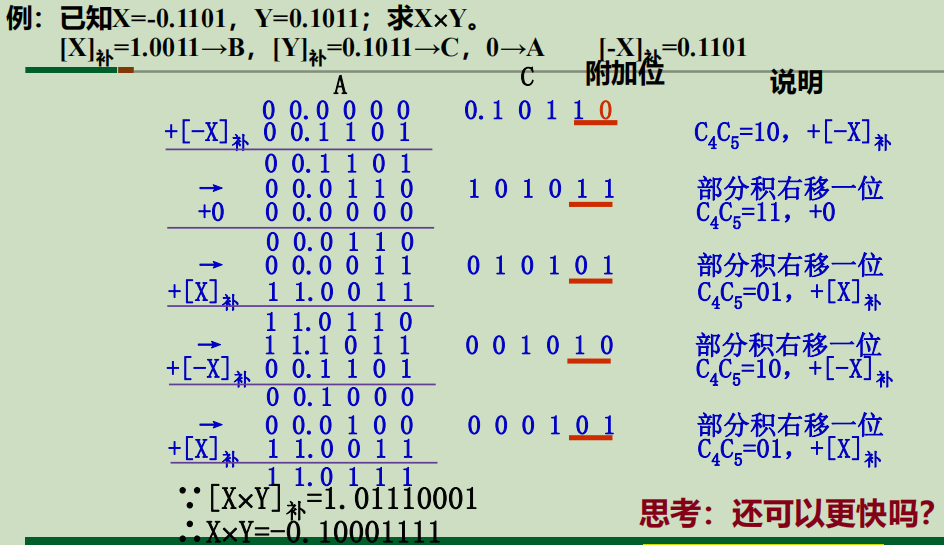 例：已知X=-0.1101，Y=0.1011；求X×Y。
[X]补=1.0011→B，[Y]补=0.1011→C，0→A [-X]补=0.1101
A C 附加位 说明
0 0.0 0 0 0 0.1 0 1 1 0
+[-X]补 0 0.1 1 0 1 C4C5=10，+[-X]补
0 0.1 1 0 1
→ 0 0.0 1 1 0 1 0 1 0 1 1 部分积右移一位
+0 0 0.0 0 0 0 C4C5=11，+0
0 0.0 1 1 0
→ 0 0.0 0 1 1 0 1 0 1 0 1 部分积右移一位
+[X]补 1 1.0 0 1 1 C4C5=01，+[X]补
1 1.0 1 1 0
→ 1 1.1 0 1 1 0 0 1 0 1 0 部分积右移一位
+[-X]补 0 0.1 1 0 1 C4C5=10，+[-X]补
0 0.1 0 0 0
→ 0 0.0 1 0 0 0 0 0 1 0 1 部分积右移一位
+[X]补 1 1.0 0 1 1 C4C5=01，+[X]补
1 1.0 1 1 1
∵[X×Y]补=1.01110001
∴X×Y=-0.10001111
思考：还可以更快吗？